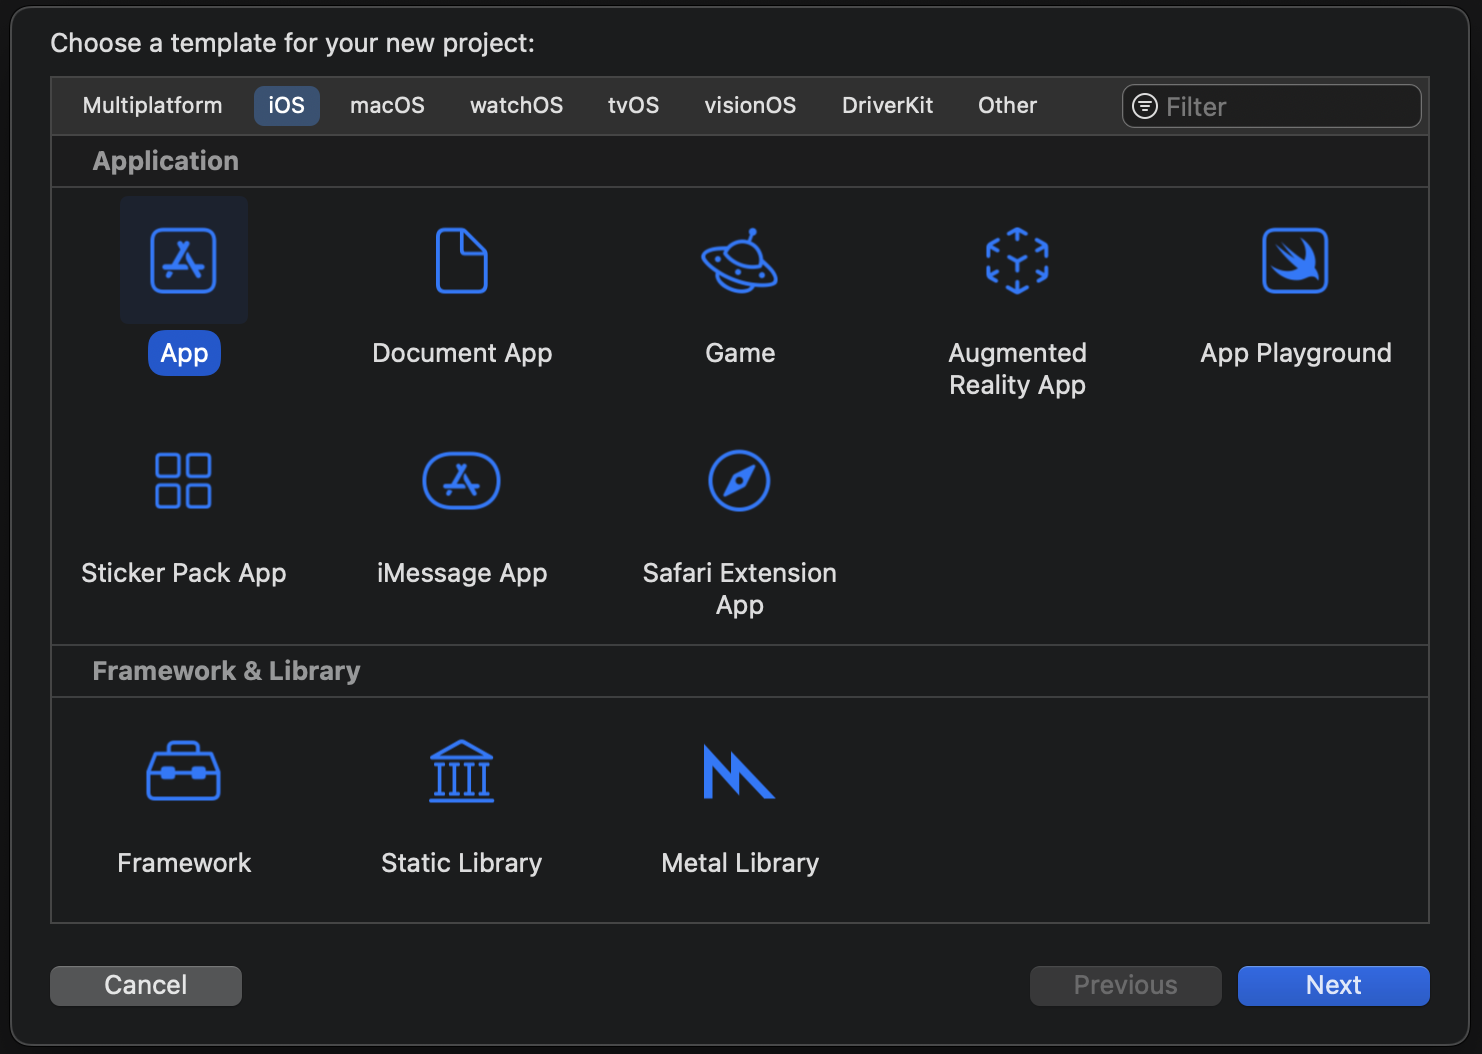 Choose a template for your new project:
Multiplatform iOS macOS watchOS tvOS visionOS DriverKit Other Filter
Application
App Document App Game Augmented App Playground
Reality App
Sticker Pack App iMessage App Safari Extension
App
Framework & Library
Framework Static Library Metal Library
Cancel Previous Next